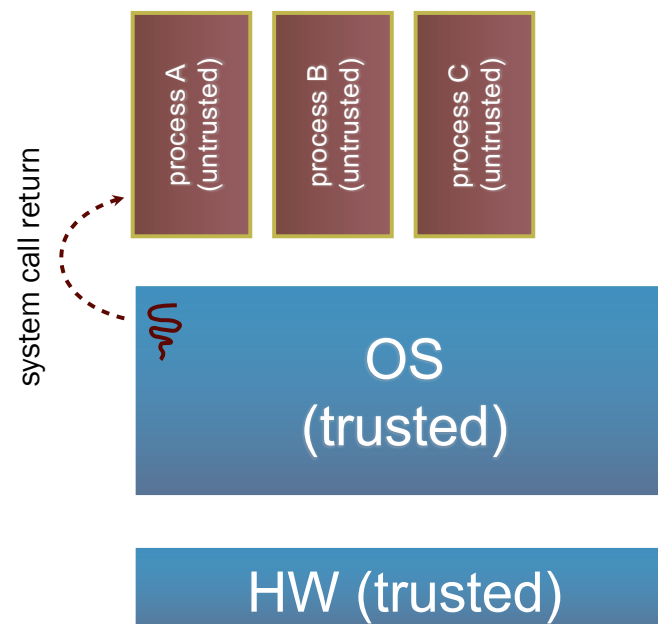 process A
(untrusted)
process B
(untrusted)
process C
(untrusted)
system call return
OS
(trusted)
HW (trusted)